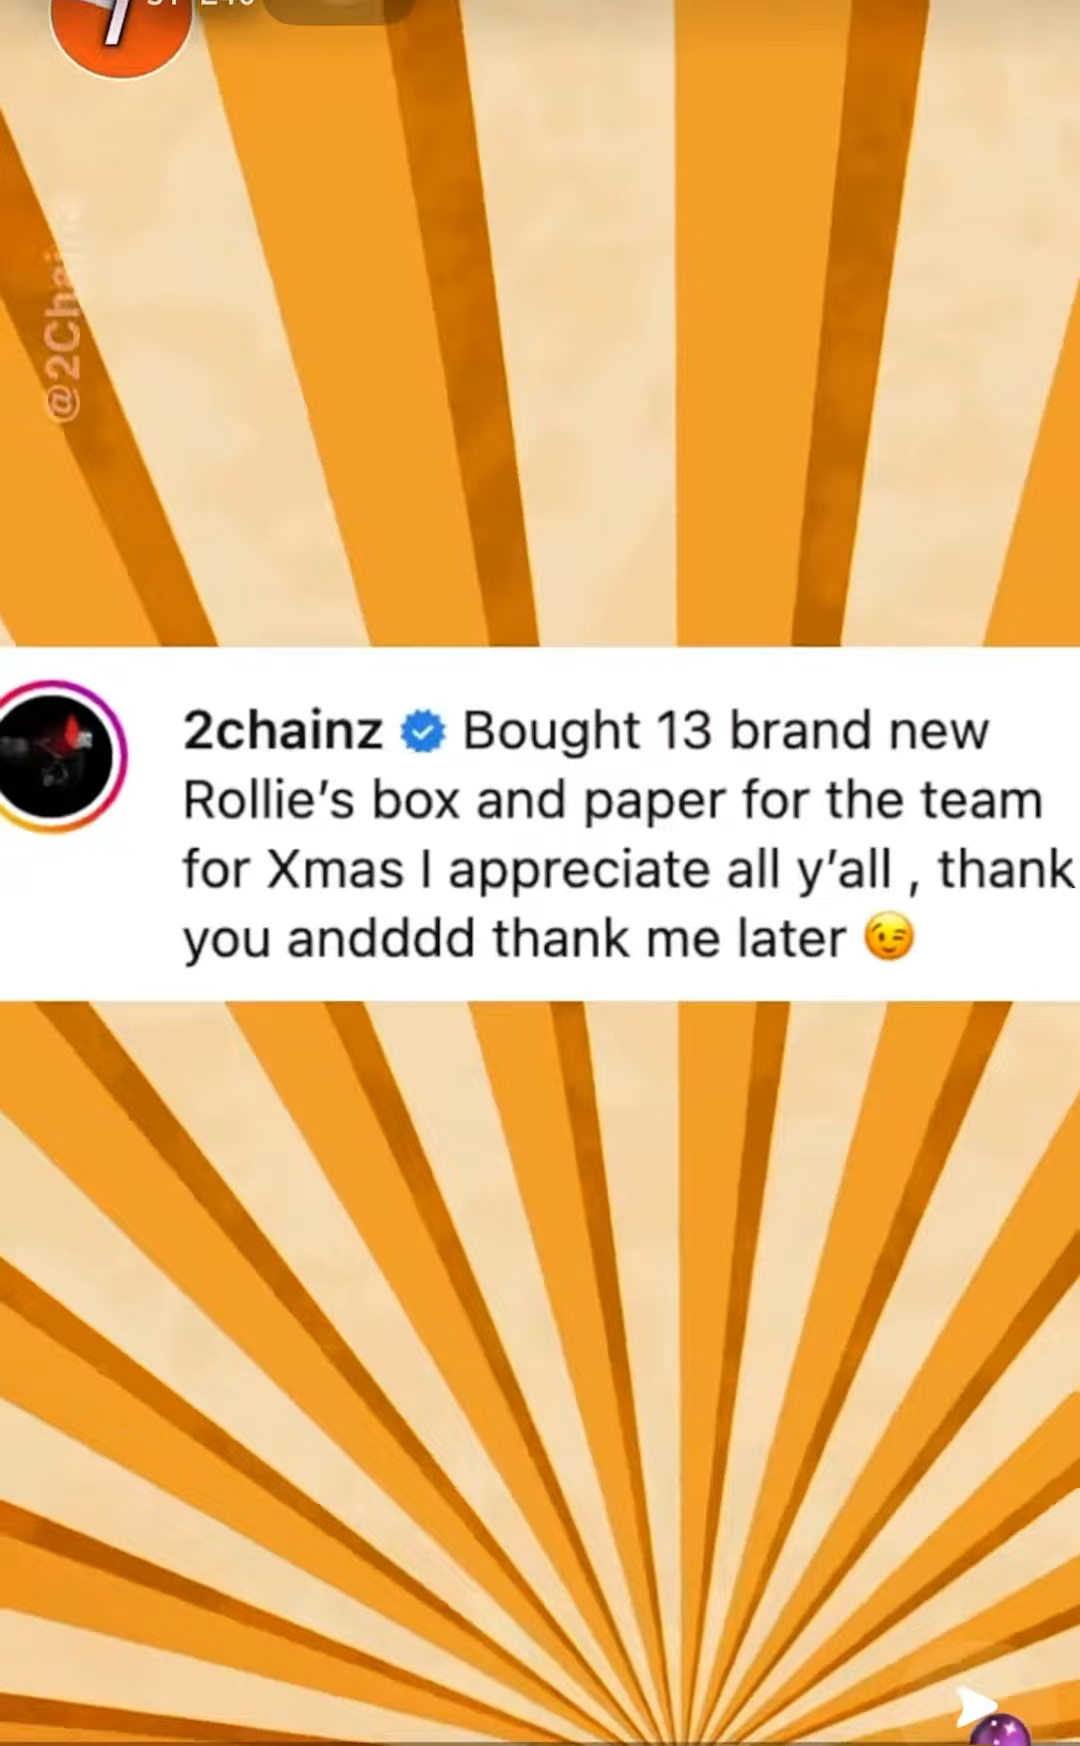 2chainz Bought 13 brand new
Rollie's box and paper for the team
for Xmas I appreciate all y'all , thank
you andddd thank me later 😉